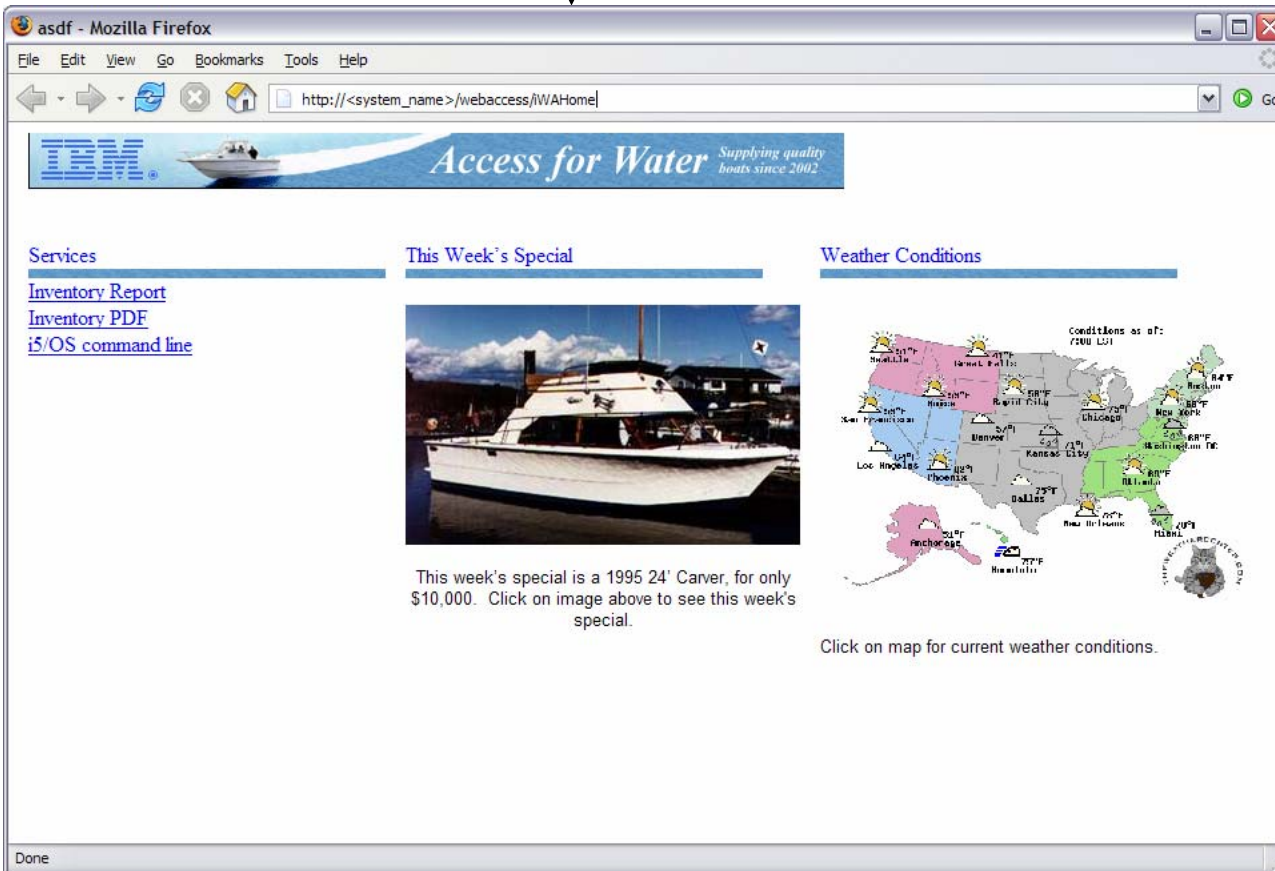 asdf - Mozilla Firefox
File Edit View Go Bookmarks Tools Help
http://<system_name>/webaccess/iWAHome
Go
IBM®
Access for Water
Supplying quality
boats since 2002
Services
Inventory Report
Inventory PDF
i5/OS command line
This Week's Special
This week's special is a 1995 24' Carver, for only
$10,000. Click on image above to see this week's
special.
Weather Conditions
Conditions as of:
Seattle
Great Falls
Boise
Rapid City
Boston
New York
San Francisco
Denver
Chicago
Kansas City
Washington DC
Los Angeles
Phoenix
Dallas
Atlanta
New Orleans
Miami
Anchorage
Honolulu
THEWEATHERCENTER.COM
Click on map for current weather conditions.
Done